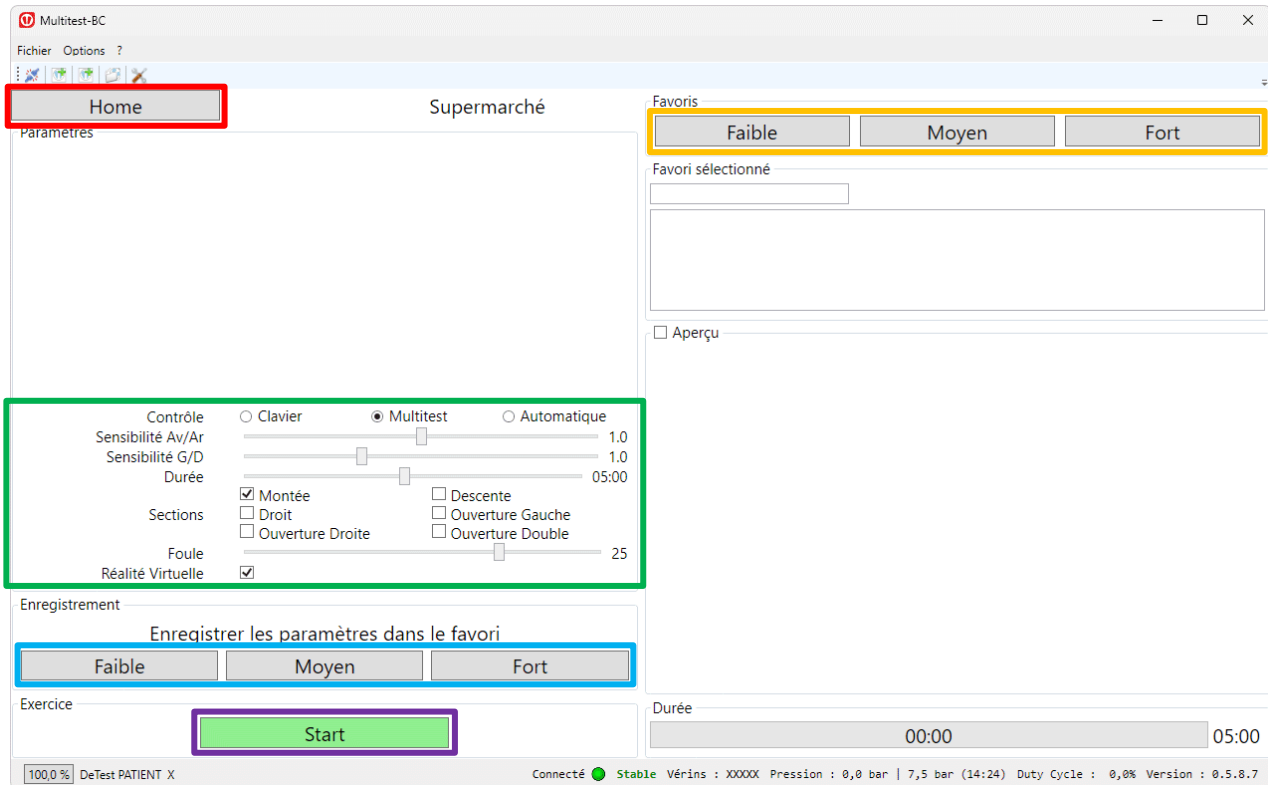 Multitest-BC
Fichier Options ?
Home
Supermarché
Paramètres
Contrôle Clavier Multitest Automatique
Sensibilité Av/Ar 1.0
Sensibilité G/D 1.0
Durée 05:00
Sections
Montée Descente
Droit Ouverture Gauche
Ouverture Droite Ouverture Double
Foule 25
Réalité Virtuelle
Enregistrement
Enregistrer les paramètres dans le favori
Faible Moyen Fort
Exercice
Start
Favoris
Faible Moyen Fort
Favori sélectionné
Aperçu
Durée
00:00 05:00
100,0 % DeTest PATIENT X Connecté Stable Vérins : XXXXX Pression : 0,0 bar | 7,5 bar (14:24) Duty Cycle : 0,0% Version : 0.5.8.7